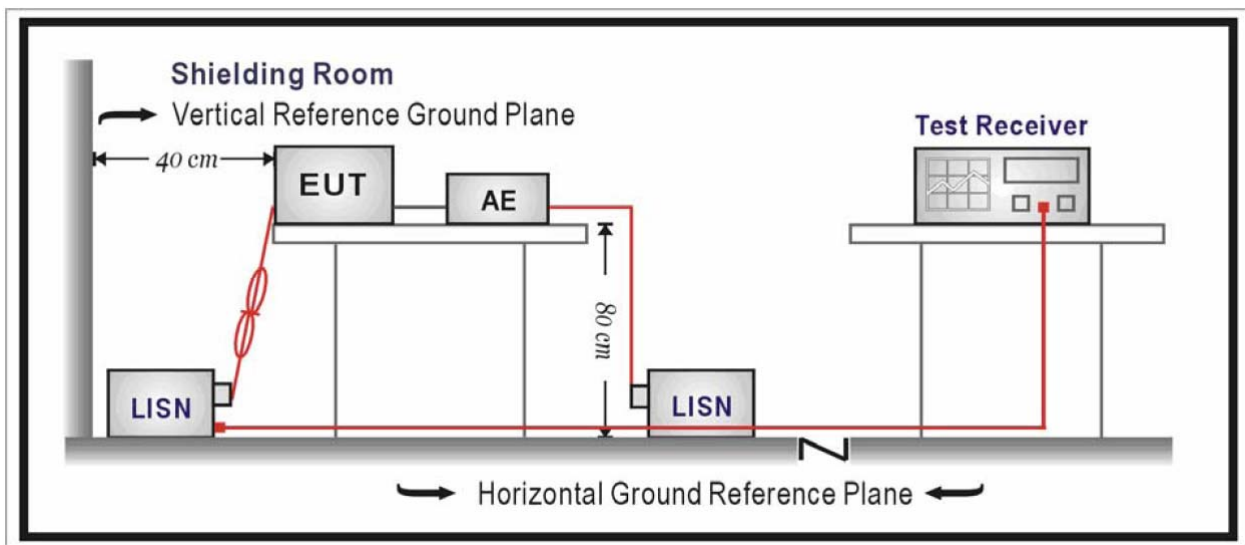 Shielding Room
Vertical Reference Ground Plane
40 cm
EUT
AE
Test Receiver
80 cm
LISN
LISN
Horizontal Ground Reference Plane